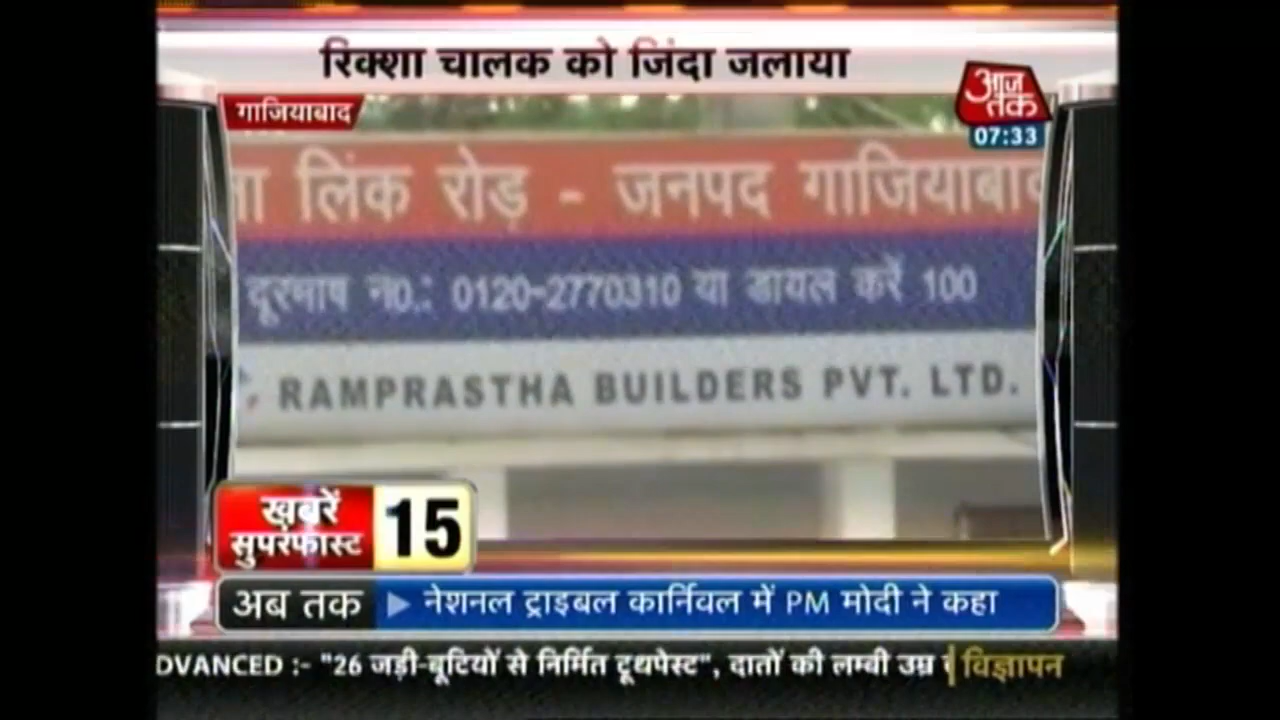 रिक्शा चालक को जिंदा जलाया
आज
तक
07:33
गाजियाबाद
लिंक रोड़ - जनपद गाजियाबाद
दूरभाष न0.: 0120-2770310 या डायल करें 100
RAMPRASTHA BUILDERS PVT. LTD.
ख़बरें
सुपरफास्ट
15
अब तक
नेशनल ट्राइबल कार्निवल में PM मोदी ने कहा
DVANCED :- "26 जड़ी-बूटियों से निर्मित टूथपेस्ट", दातों की लम्बी उम्र
विज्ञापन